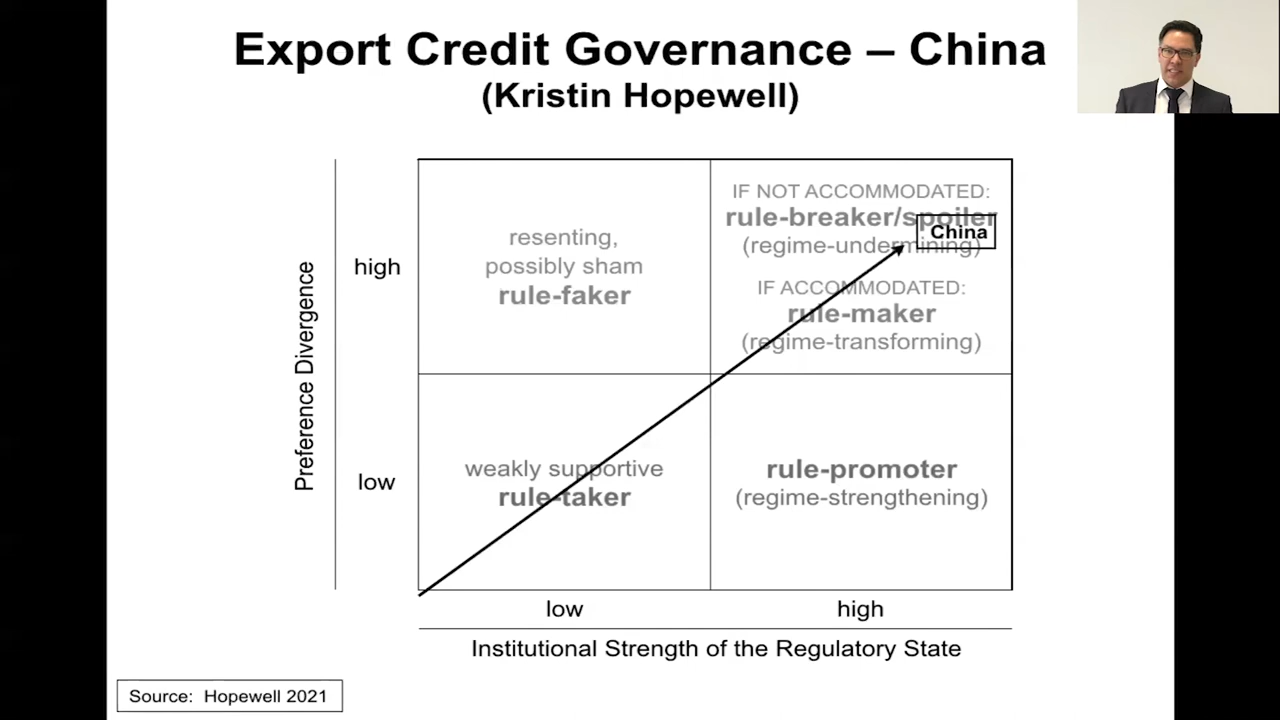 Export Credit Governance – China
(Kristin Hopewell)
Preference Divergence
high
low
resenting,
possibly sham
rule-faker
IF NOT ACCOMMODATED:
rule-breaker/spoiler
China
(regime-undermining)
IF ACCOMMODATED:
rule-maker
(regime-transforming)
weakly supportive
rule-taker
rule-promoter
(regime-strengthening)
low
high
Institutional Strength of the Regulatory State
Source: Hopewell 2021